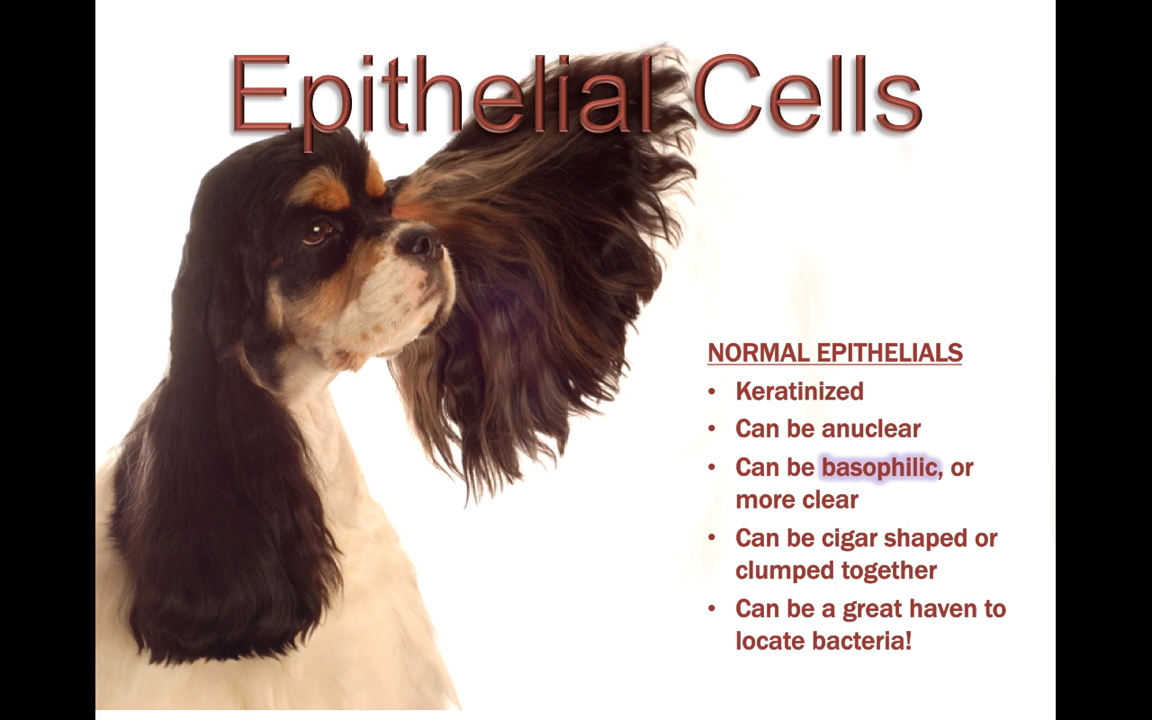 Epithelial Cells
NORMAL EPITHELIALS
• Keratinized
• Can be anuclear
• Can be basophilic, or
more clear
• Can be cigar shaped or
clumped together
• Can be a great haven to
locate bacteria!